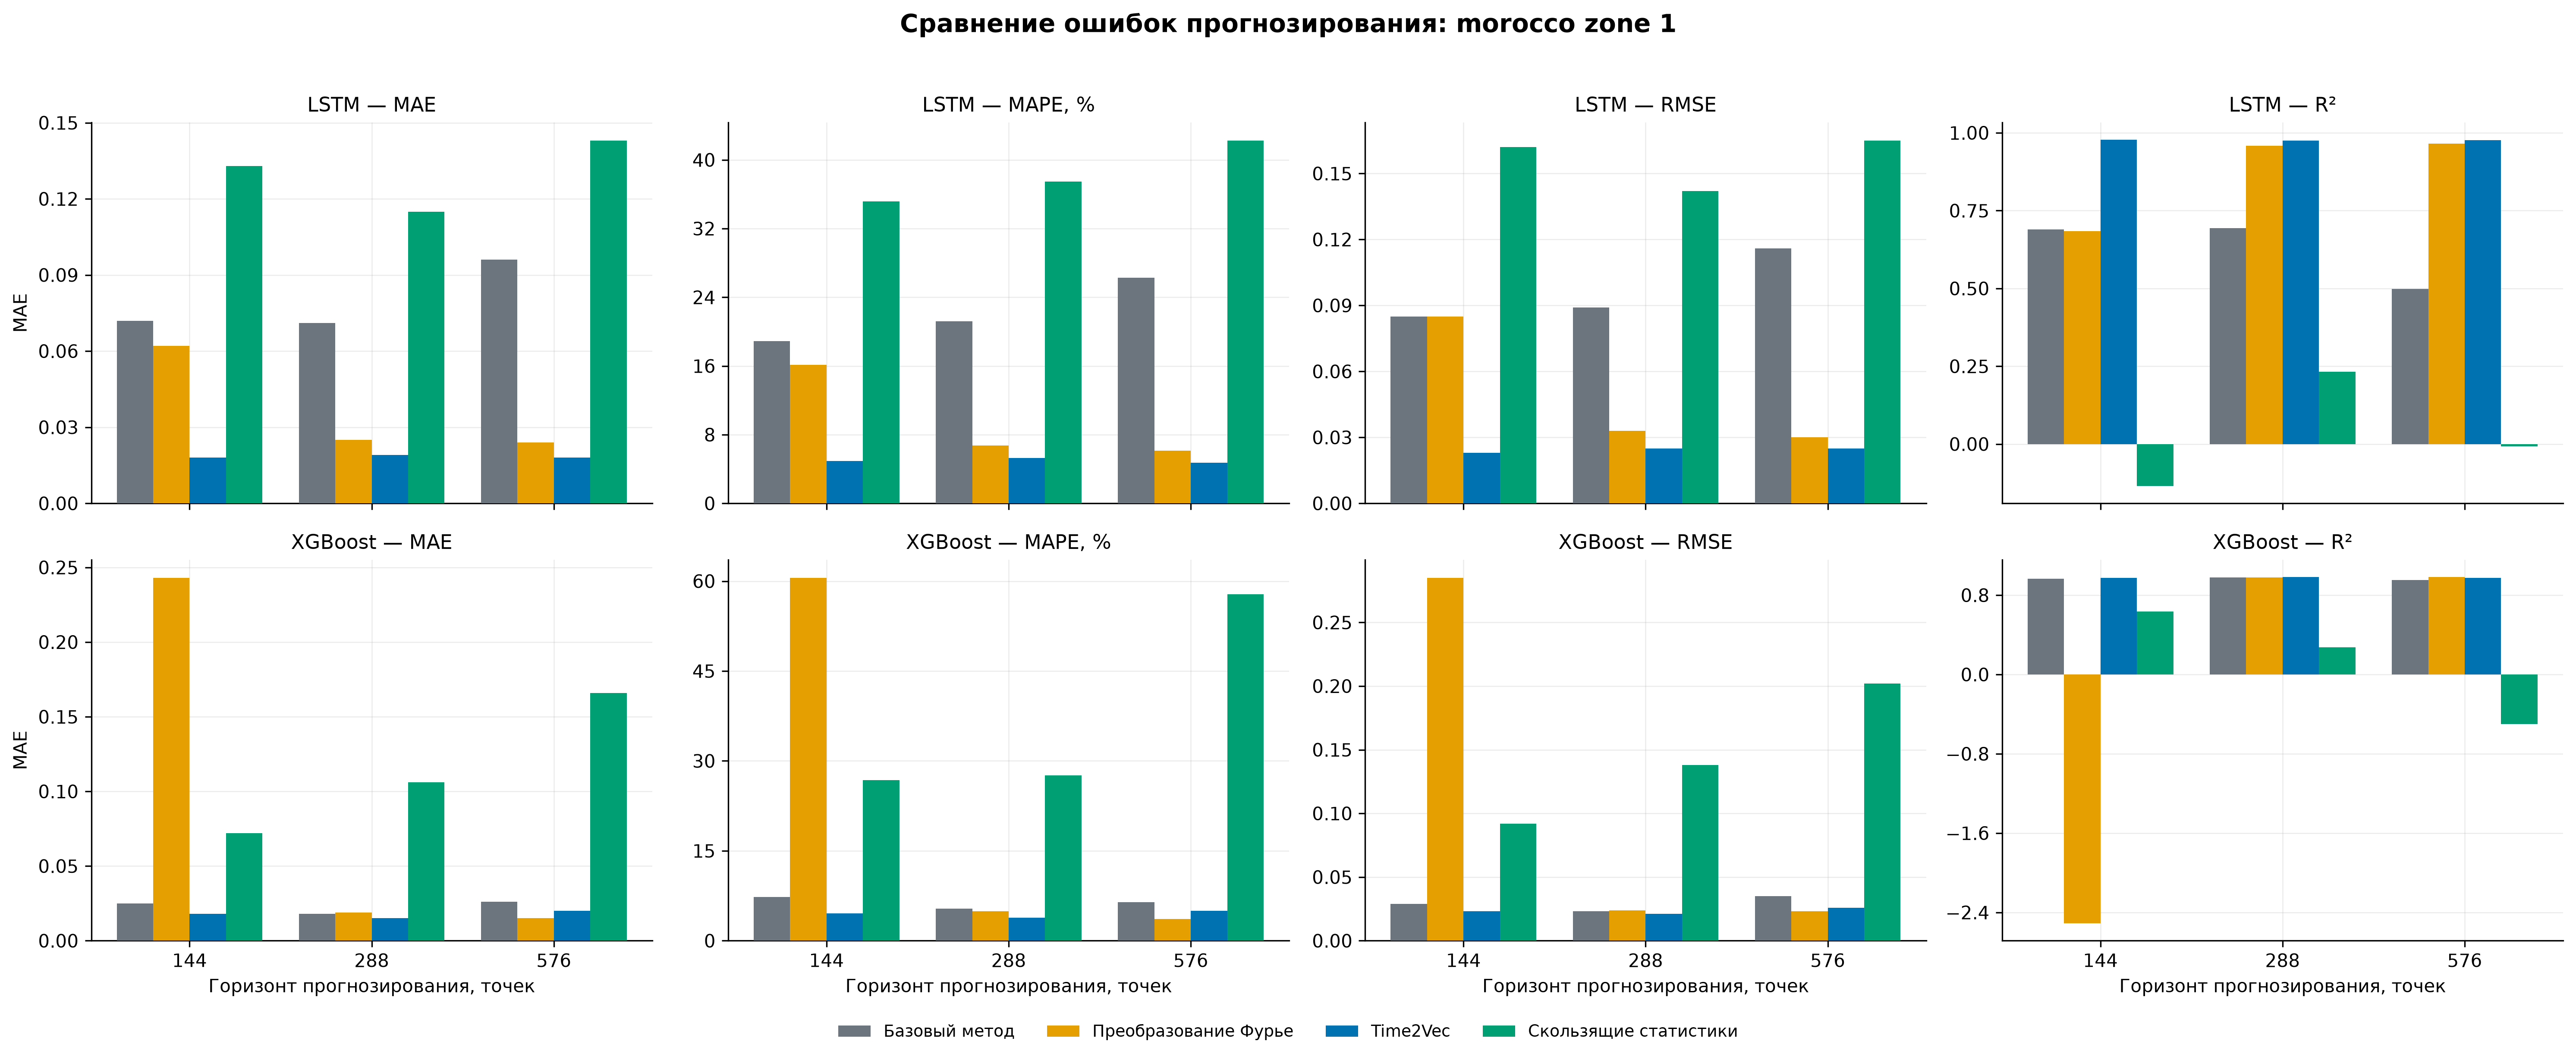 Сравнение ошибок прогнозирования: morocco zone 1
LSTM — MAE
0.15
0.12
0.09
0.06
0.03
0.00
MAE
LSTM — MAPE, %
40
32
24
16
8
0
LSTM — RMSE
0.15
0.12
0.09
0.06
0.03
0.00
LSTM — R²
1.00
0.75
0.50
0.25
0.00
XGBoost — MAE
0.25
0.20
0.15
0.10
0.05
0.00
MAE
144 288 576
Горизонт прогнозирования, точек
XGBoost — MAPE, %
60
45
30
15
0
144 288 576
Горизонт прогнозирования, точек
XGBoost — RMSE
0.25
0.20
0.15
0.10
0.05
0.00
144 288 576
Горизонт прогнозирования, точек
XGBoost — R²
0.8
0.0
−0.8
−1.6
−2.4
144 288 576
Горизонт прогнозирования, точек
Базовый метод Преобразование Фурье Time2Vec Скользящие статистики